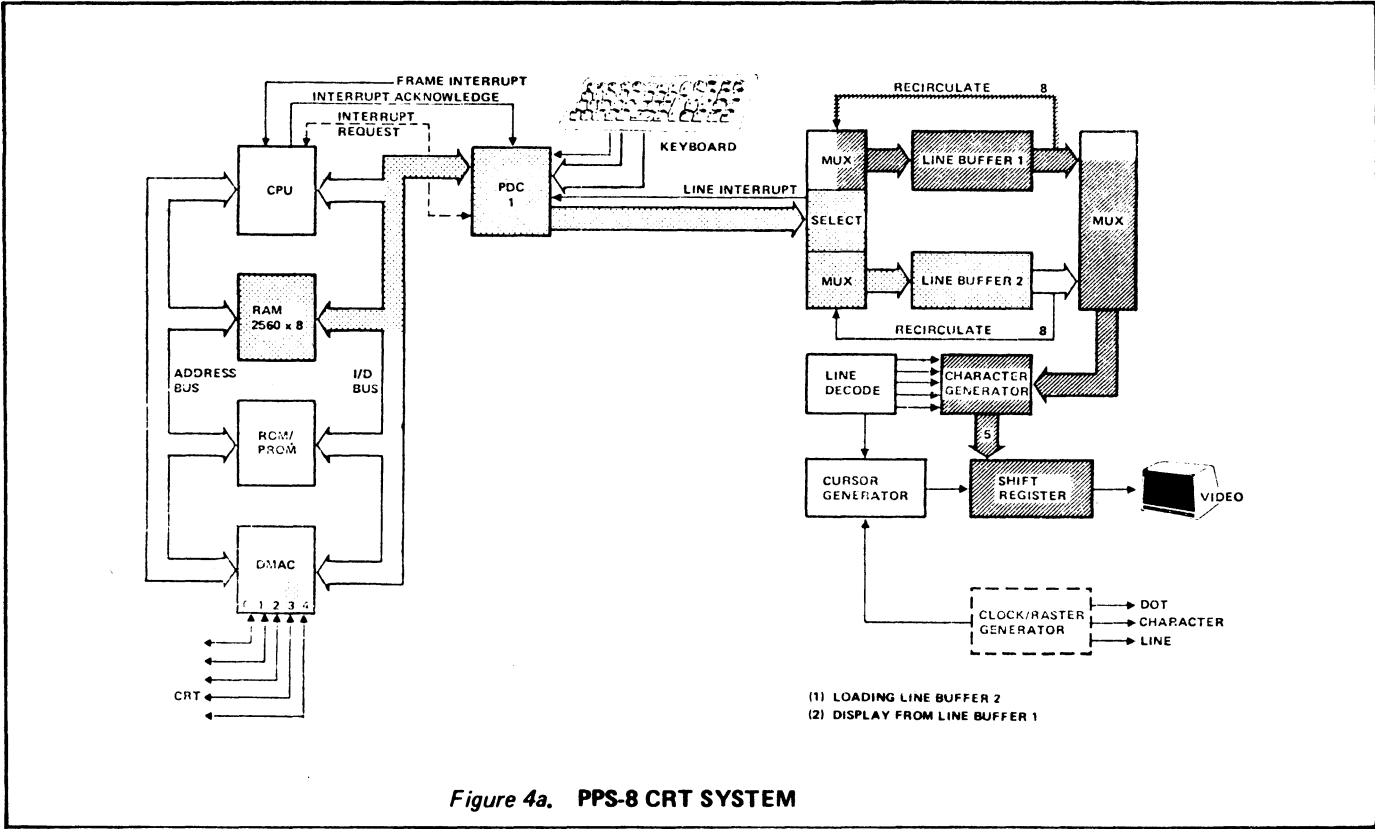 FRAME INTERRUPT
INTERRUPT ACKNOWLEDGE
INTERRUPT
REQUEST
KEYBOARD
CPU
PDC
1
LINE INTERRUPT
RECIRCULATE 8
MUX
LINE BUFFER 1
SELECT
MUX
MUX
LINE BUFFER 2
RECIRCULATE 8
RAM
2560 x 8
ADDRESS
BUS
I/D
BUS
ROM/
PROM
DMAC
1 2 3 4
CRT
LINE
DECODE
CHARACTER
GENERATOR
5
CURSOR
GENERATOR
SHIFT
REGISTER
VIDEO
CLOCK/RASTER
GENERATOR
DOT
CHARACTER
LINE
(1) LOADING LINE BUFFER 2
(2) DISPLAY FROM LINE BUFFER 1
Figure 4a. PPS-8 CRT SYSTEM